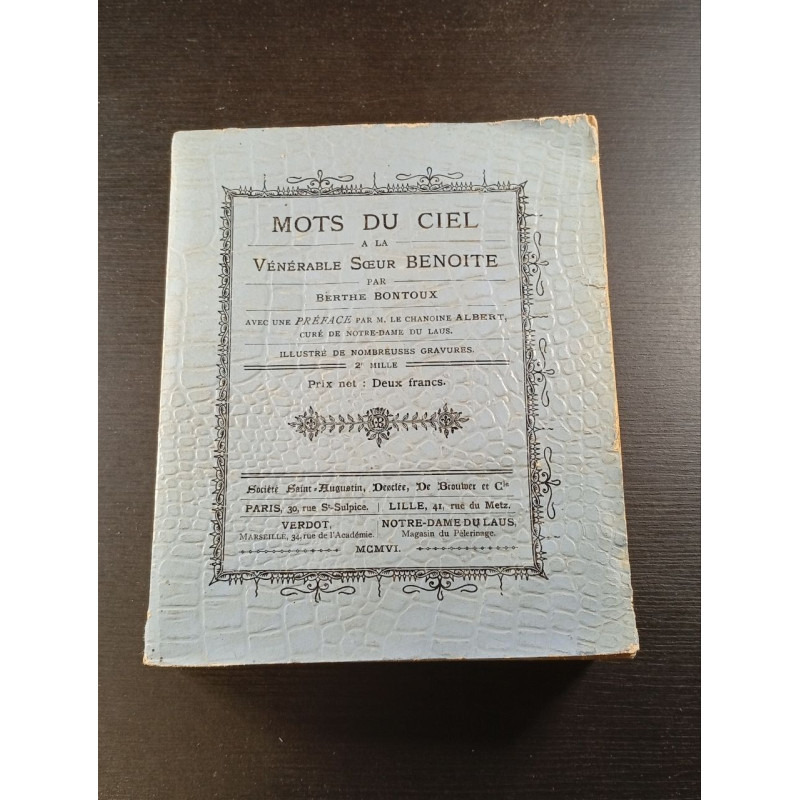 MOTS DU CIEL
A LA
VÉNÉRABLE SŒUR BENOITE
PAR
BERTHE BONTOUX
AVEC UNE PRÉFACE PAR M. LE CHANOINE ALBERT,
CURÉ DE NOTRE-DAME DU LAUS.
ILLUSTRÉ DE NOMBREUSES GRAVURES.
2e MILLE
Prix net : Deux francs.
Société Saint-Augustin, Desclée, De Brouwer et Cie
PARIS, 30, rue St-Sulpice. | LILLE, 41, rue du Metz.
VERDOT, NOTRE-DAME DU LAUS,
MARSEILLE, 34, rue de l'Académie. Magasin du Pèlerinage.
MCMVI.